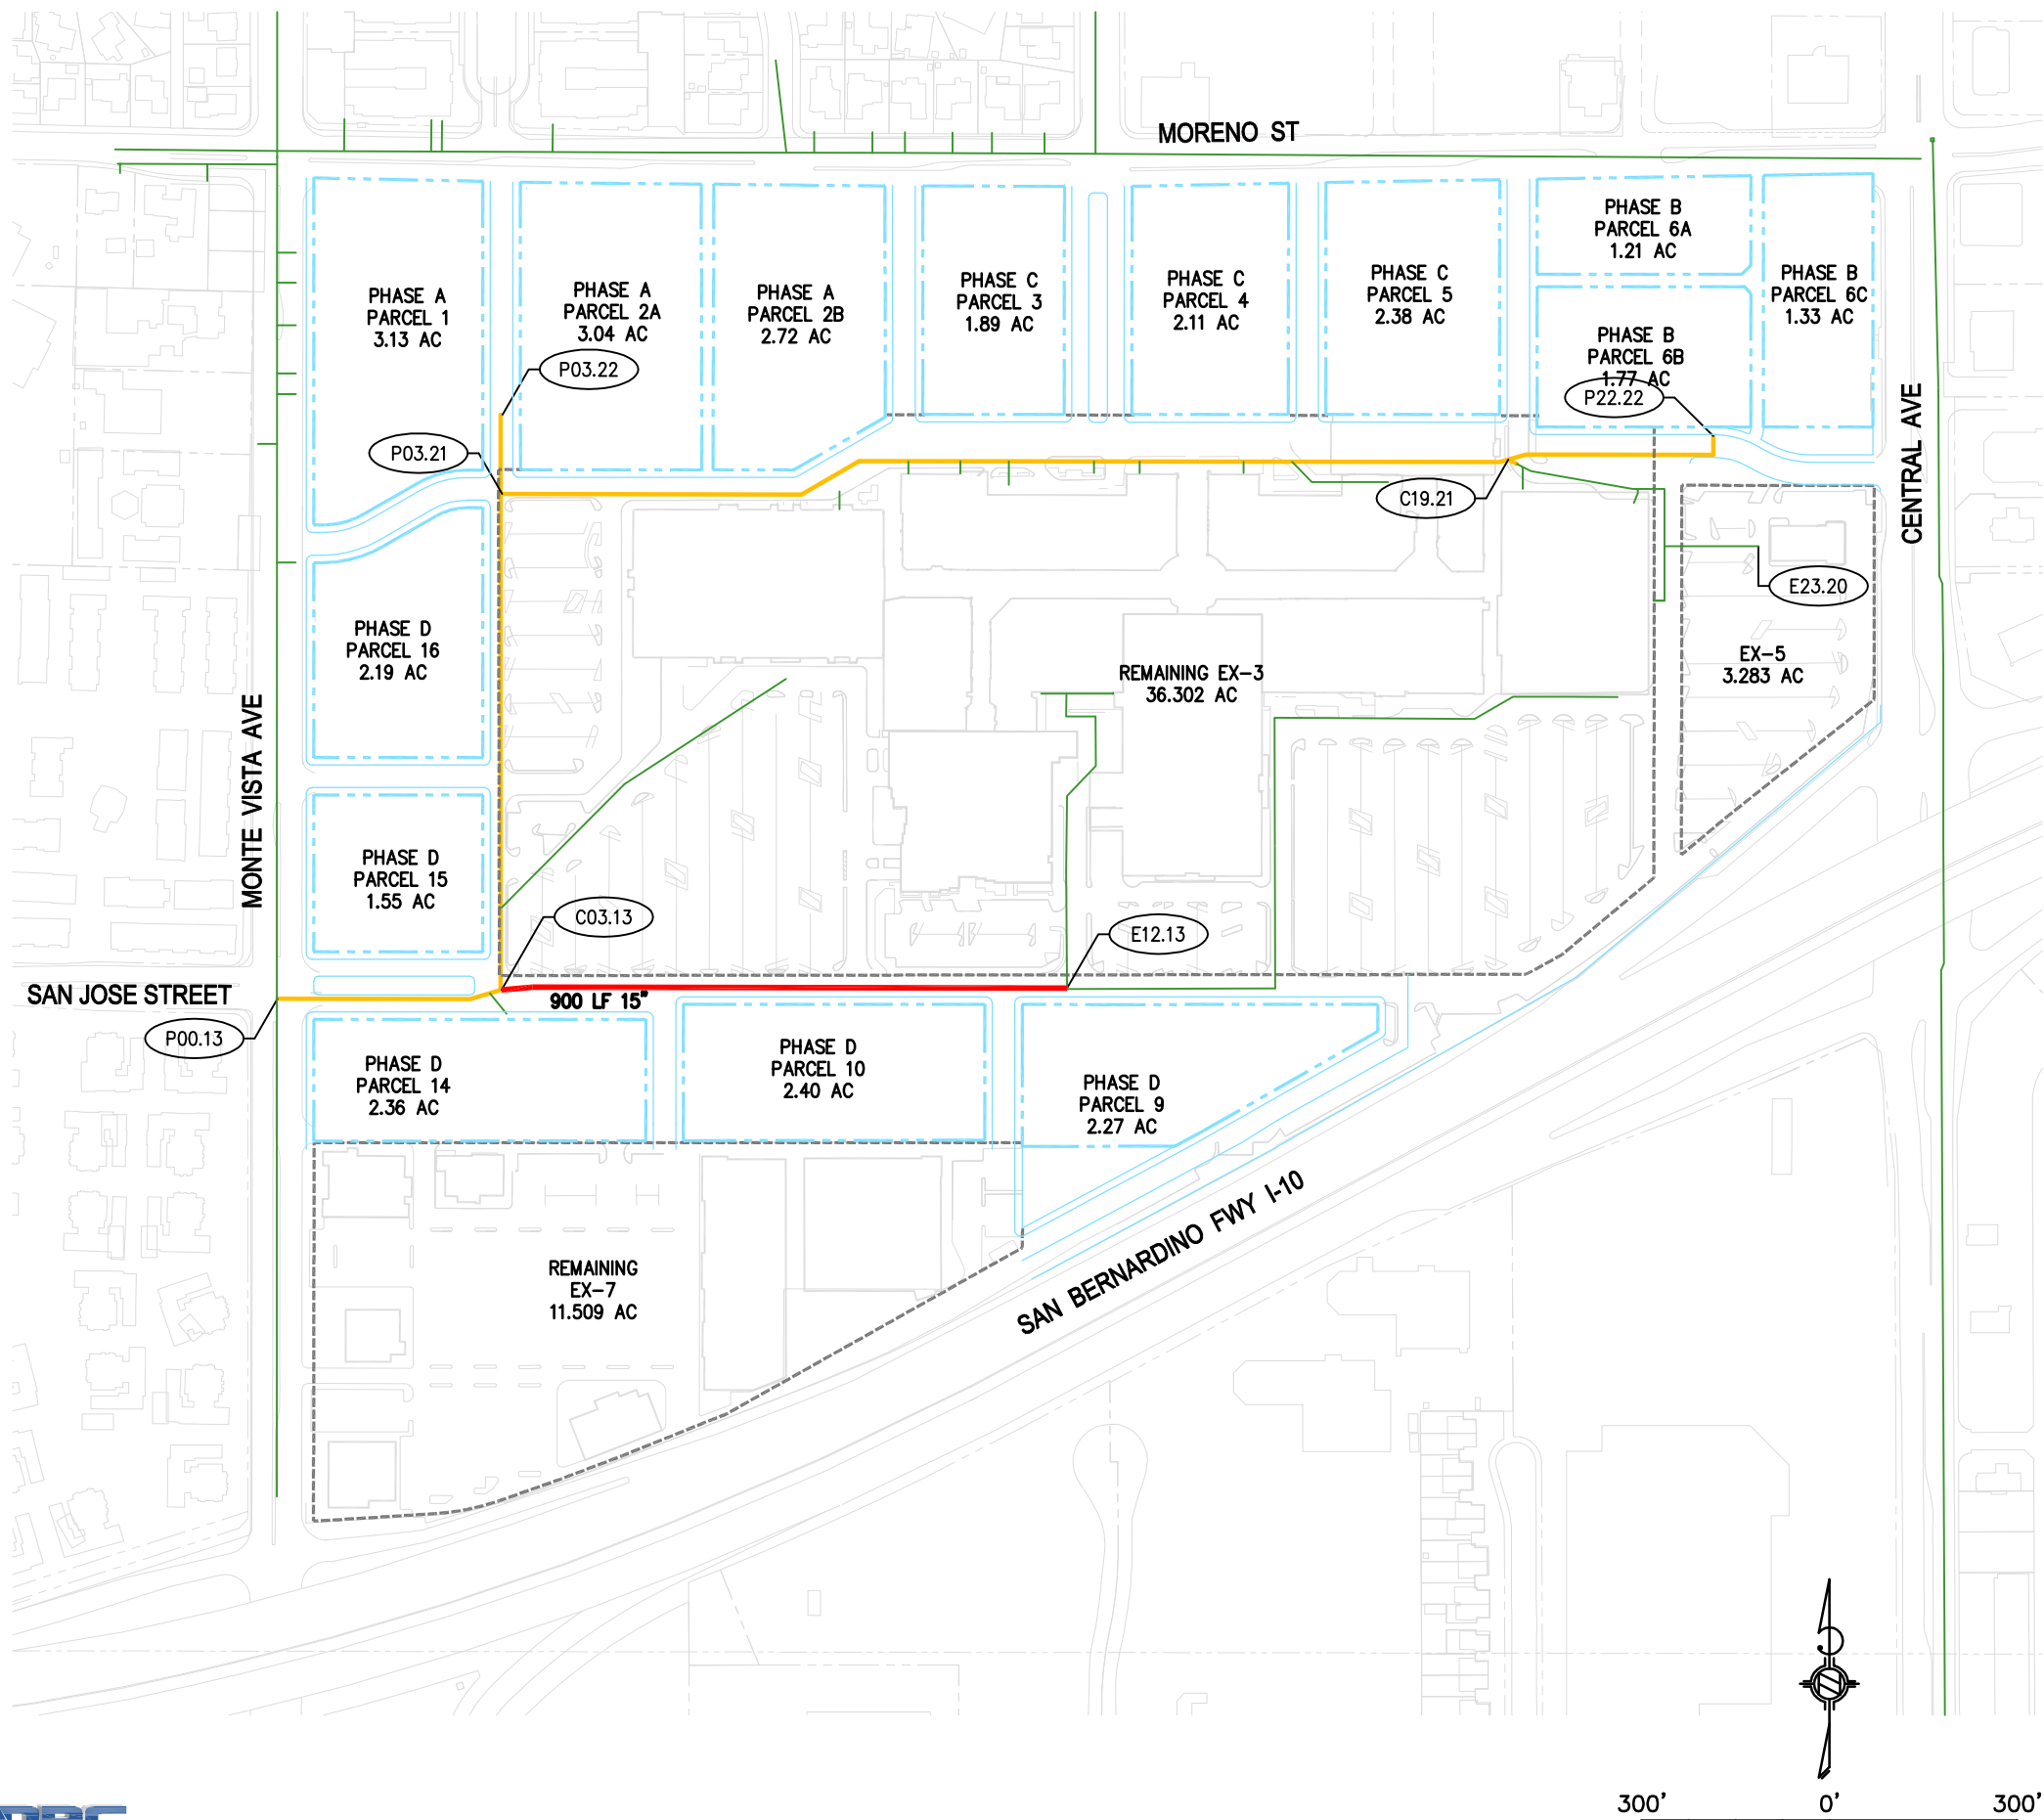 MORENO ST
PHASE A
PARCEL 1
3.13 AC
PHASE A
PARCEL 2A
3.04 AC
PHASE A
PARCEL 2B
2.72 AC
PHASE C
PARCEL 3
1.89 AC
PHASE C
PARCEL 4
2.11 AC
PHASE C
PARCEL 5
2.38 AC
PHASE B
PARCEL 6A
1.21 AC
PHASE B
PARCEL 6B
1.77 AC
PHASE B
PARCEL 6C
1.33 AC
P03.22
P22.22
P03.21
C19.21
CENTRAL AVE
E23.20
PHASE D
PARCEL 16
2.19 AC
REMAINING EX-3
36.302 AC
EX-5
3.283 AC
MONTE VISTA AVE
PHASE D
PARCEL 15
1.55 AC
C03.13
E12.13
SAN JOSE STREET
900 LF 15"
P00.13
PHASE D
PARCEL 14
2.36 AC
PHASE D
PARCEL 10
2.40 AC
PHASE D
PARCEL 9
2.27 AC
SAN BERNARDINO FWY I-10
REMAINING
EX-7
11.509 AC
300' 0' 300'